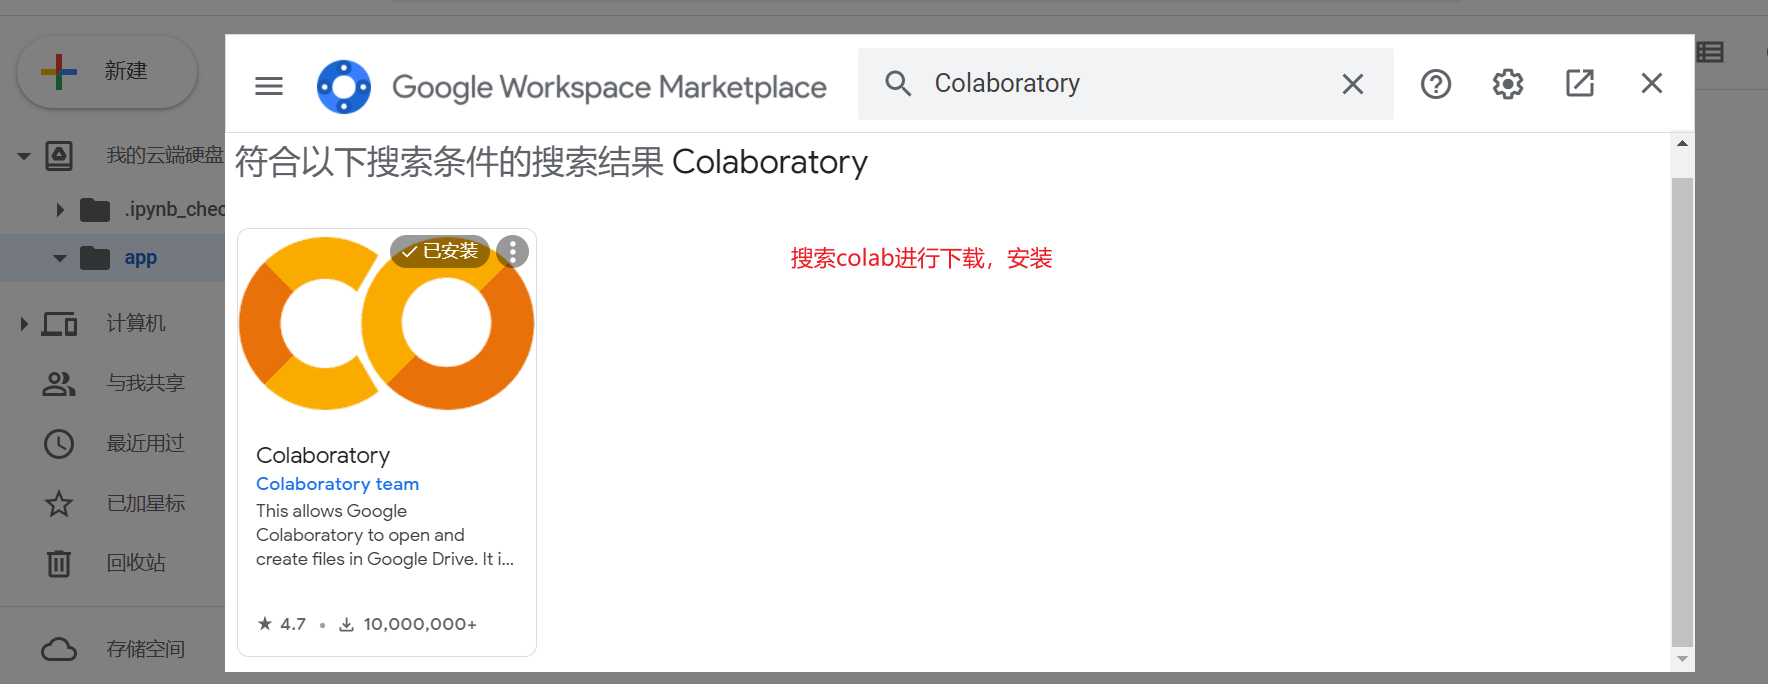 新建
我的云端硬盘
.ipynb_chec
app
计算机
与我共享
最近用过
已加星标
回收站
存储空间
Google Workspace Marketplace
Colaboratory
符合以下搜索条件的搜索结果 Colaboratory
已安装
搜索colab进行下载，安装
Colaboratory
Colaboratory team
This allows Google
Colaboratory to open and
create files in Google Drive. It i...
4.7
10,000,000+